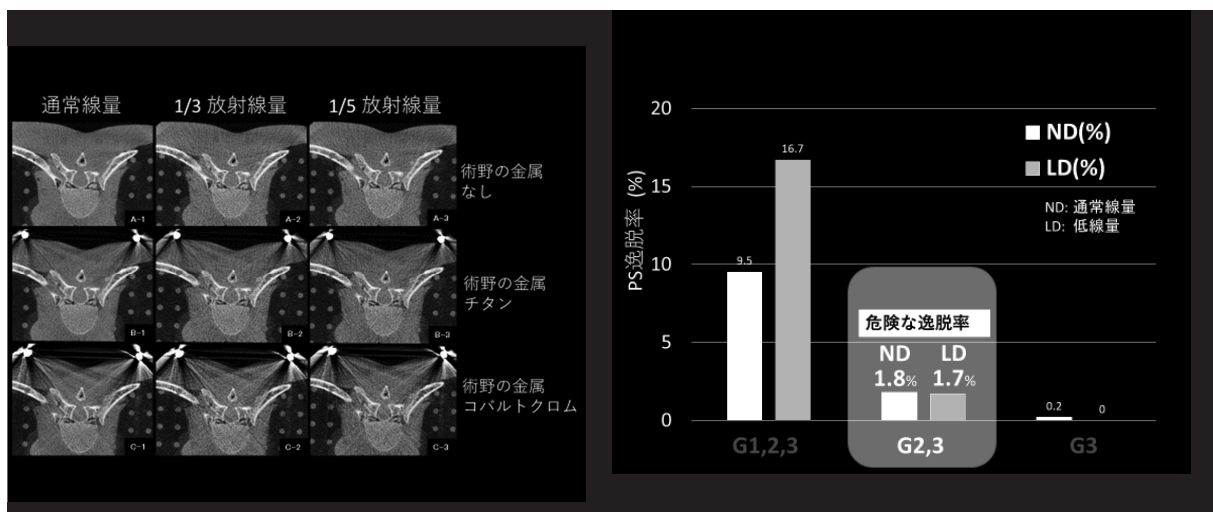 通常線量
1/3 放射線量
1/5 放射線量
A-1
A-2
A-3
術野の金属
なし
B-1
B-2
B-3
術野の金属
チタン
C-1
C-2
C-3
術野の金属
コバルトクロム
PS逸脱率 (%)
20
15
10
5
0
9.5
16.7
危険な逸脱率
ND
LD
1.8%
1.7%
0.2
0
G1,2,3
G2,3
G3
ND(%)
LD(%)
ND: 通常線量
LD: 低線量